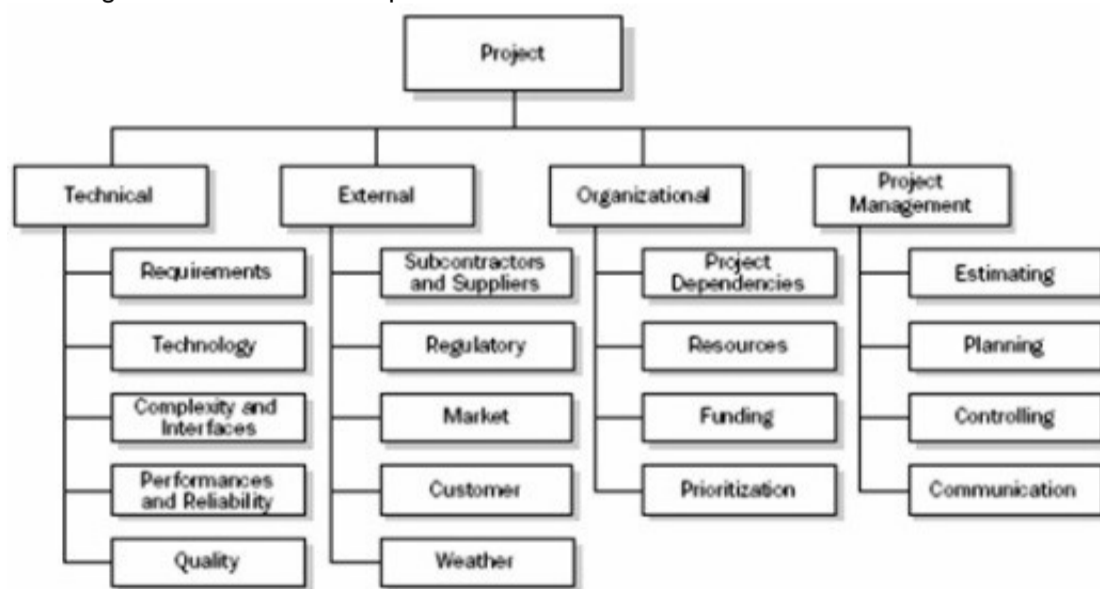 Project
Technical
External
Organizational
Project
Management
Requirements
Subcontractors
and Suppliers
Project
Dependencies
Estimating
Technology
Regulatory
Resources
Planning
Complexity and
Interfaces
Market
Funding
Controlling
Performances
and Reliability
Customer
Prioritization
Communication
Quality
Weather